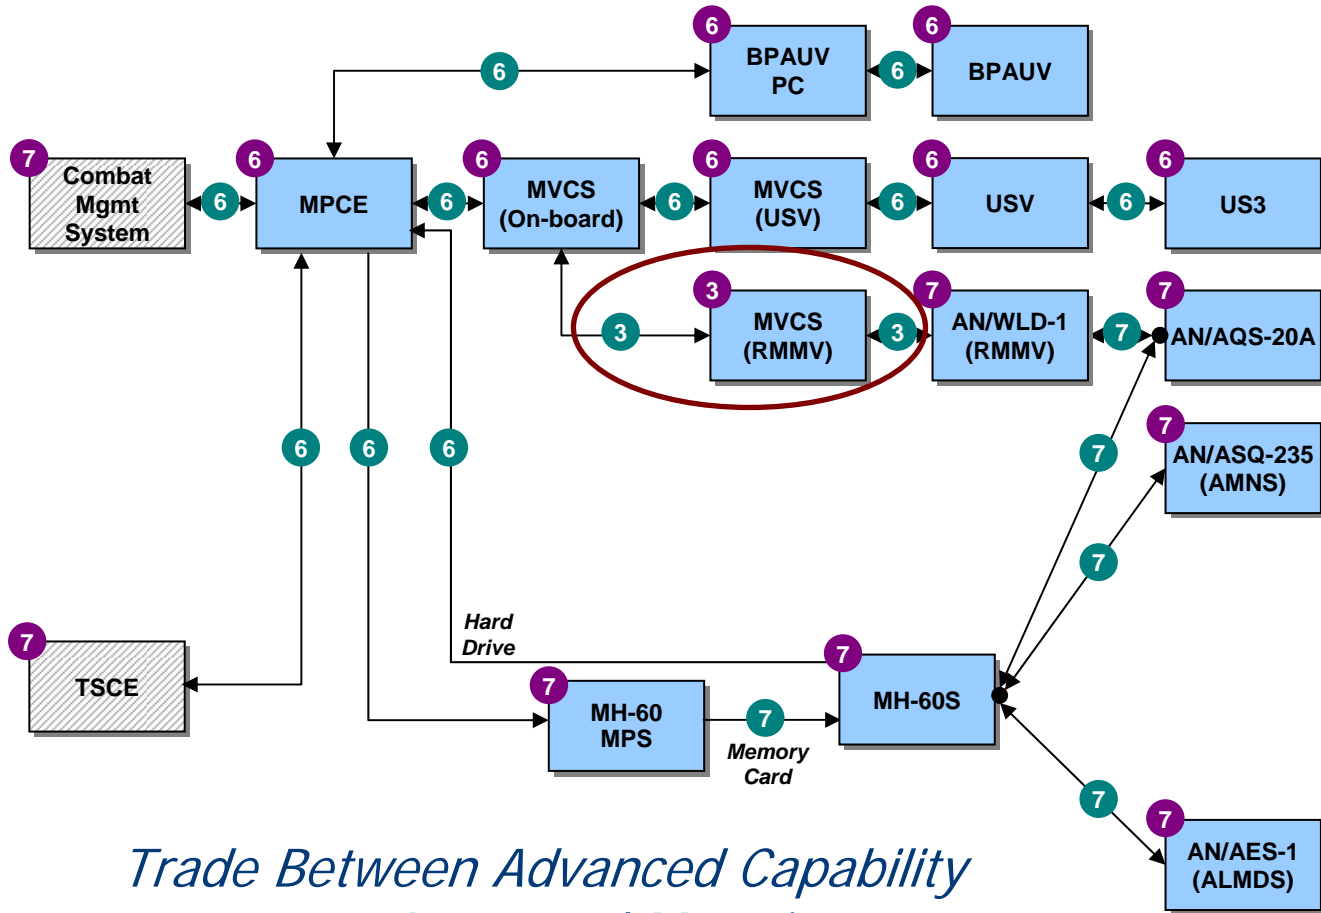 6
6
BPAUV
PC
6
6
BPAUV
7
Combat
Mgmt
System
6
6
MPCE
6
6
MVCS
(On-board)
6
6
MVCS
(USV)
6
6
USV
6
6
US3
3
3
MVCS
(RMMV)
3
7
AN/WLD-1
(RMMV)
7
7
AN/AQS-20A
6
6
6
7
7
AN/ASQ-235
(AMNS)
7
7
TSCE
Hard
Drive
7
MH-60
MPS
7
Memory
Card
7
MH-60S
7
7
AN/AES-1
(ALMDS)
Trade Between Advanced Capability